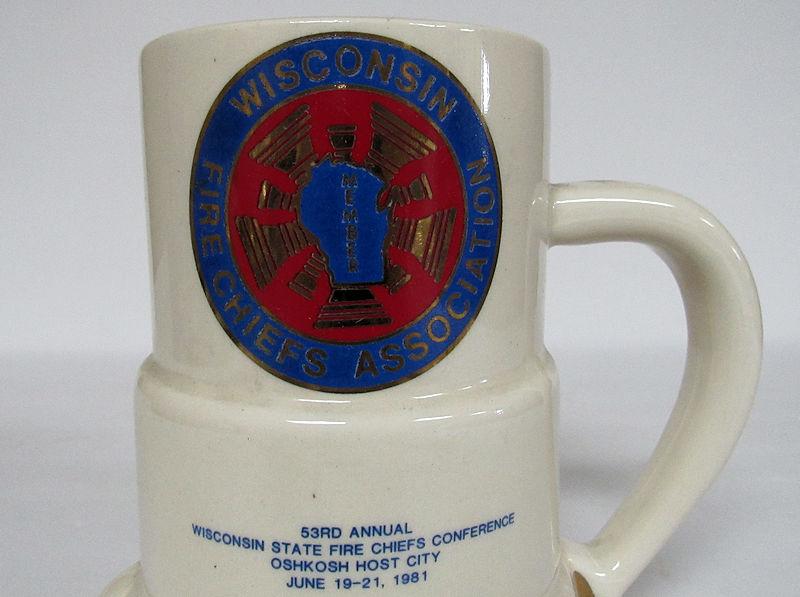 WISCONSIN
FIRE CHIEFS ASSOCIATION
MEMBER
53RD ANNUAL
WISCONSIN STATE FIRE CHIEFS CONFERENCE
OSHKOSH HOST CITY
JUNE 19-21, 1981